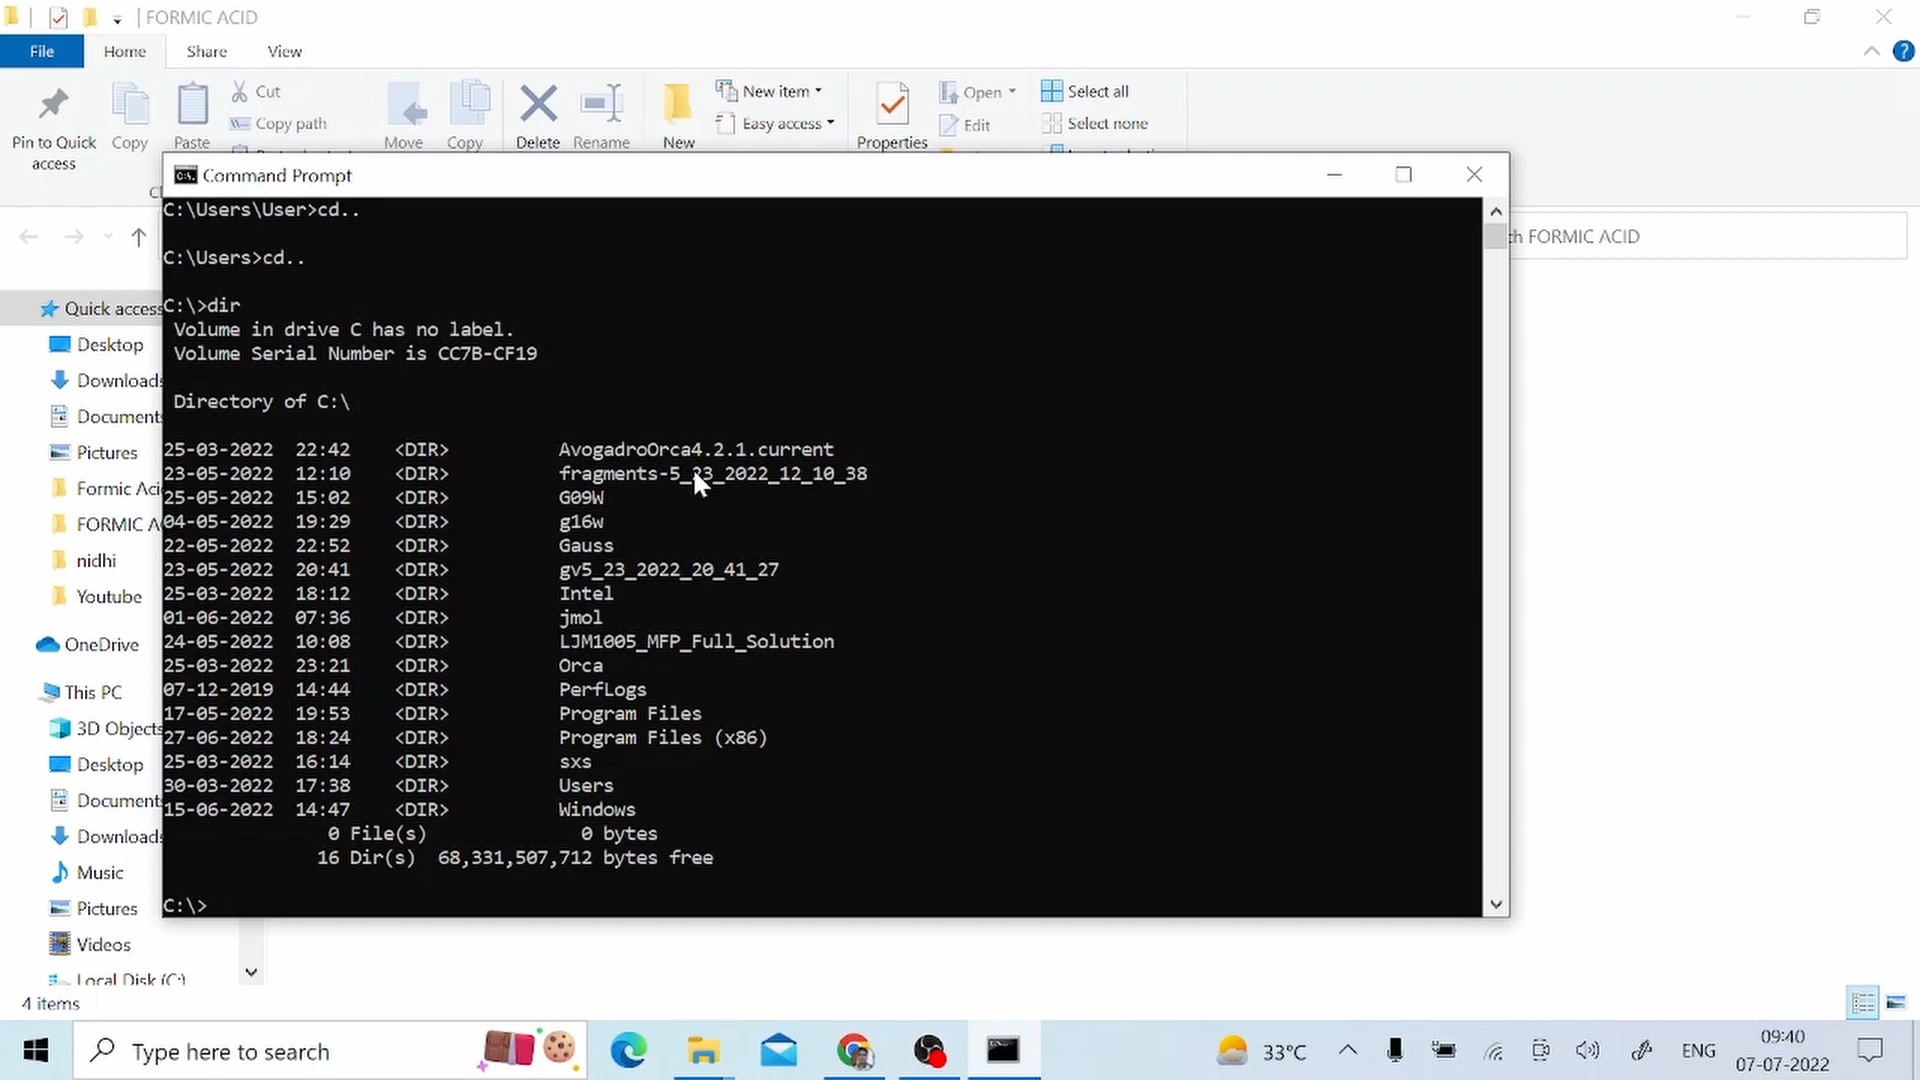 FORMIC ACID
File Home Share View
Cut
New item
Open
Select all
Copy path
Easy access
Edit
Select none
Pin to Quick access
Copy
Paste
Move
Copy
Delete
Rename
New
Properties
Command Prompt
C:\Users\User>cd..
C:\Users>cd..
C:\>dir
Volume in drive C has no label.
Volume Serial Number is CC7B-CF19
Directory of C:\
25-03-2022 22:42 <DIR> AvogadroOrca4.2.1.current
23-05-2022 12:10 <DIR> fragments-5_23_2022_12_10_38
25-05-2022 15:02 <DIR> G09W
04-05-2022 19:29 <DIR> g16w
22-05-2022 22:52 <DIR> Gauss
23-05-2022 20:41 <DIR> gv5_23_2022_20_41_27
25-03-2022 18:12 <DIR> Intel
01-06-2022 07:36 <DIR> jmol
24-05-2022 10:08 <DIR> LJM1005_MFP_Full_Solution
25-03-2022 23:21 <DIR> Orca
07-12-2019 14:44 <DIR> PerfLogs
17-05-2022 19:53 <DIR> Program Files
27-06-2022 18:24 <DIR> Program Files (x86)
25-03-2022 16:14 <DIR> sxs
30-03-2022 17:38 <DIR> Users
15-06-2022 14:47 <DIR> Windows
0 File(s) 0 bytes
16 Dir(s) 68,331,507,712 bytes free
C:\>
h FORMIC ACID
Quick access
Desktop
Downloads
Documents
Pictures
Formic Aci
FORMIC A
nidhi
Youtube
OneDrive
This PC
3D Objects
Desktop
Documents
Downloads
Music
Pictures
Videos
Local Disk (C:)
4 items
Type here to search
33°C
ENG
09:40
07-07-2022